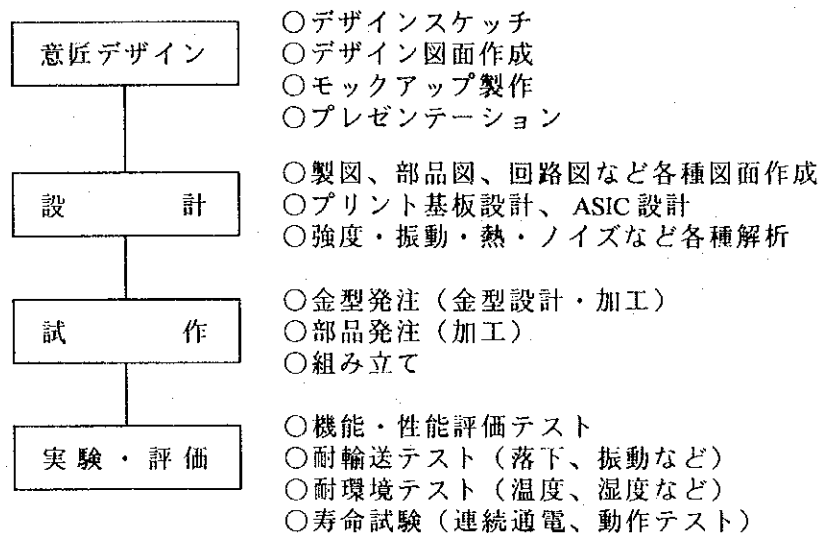 意匠デザイン
○デザインスケッチ
○デザイン図面作成
○モックアップ製作
○プレゼンテーション
設計
○製図、部品図、回路図など各種図面作成
○プリント基板設計、ASIC設計
○強度・振動・熱・ノイズなど各種解析
試作
○金型発注（金型設計・加工）
○部品発注（加工）
○組み立て
実験・評価
○機能・性能評価テスト
○耐輸送テスト（落下、振動など）
○耐環境テスト（温度、湿度など）
○寿命試験（連続通電、動作テスト）